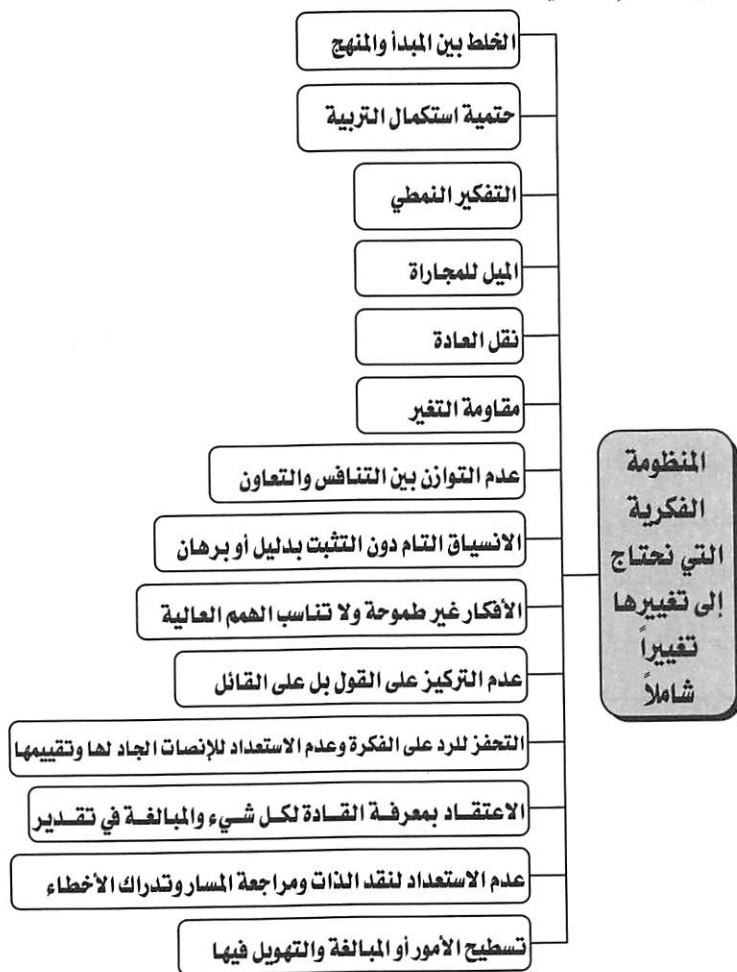 الخلط بين المبدأ والمنهج
حتمية استكمال التربية
التفكير النمطي
الميل للمجاراة
نقل العادة
مقاومة التغير
عدم التوازن بين التنافس والتعاون
الانسياق التام دون التثبت بدليل أو برهان
الأفكار غير طموحة ولا تناسب الهمم العالية
عدم التركيز على القول بل على القائل
التحفز للرد على الفكرة وعدم الاستعداد للإنصات الجاد لها وتقييمها
الاعتقاد بمعرفة القادة لكل شيء والمبالغة في تقدير
عدم الاستعداد لنقد الذات ومراجعة المسار وتدراك الأخطاء
تسطيح الأمور أو المبالغة والتهويل فيها
المنظومة
الفكرية
التي نحتاج
إلى تغييرها
تغييراً
شاملاً